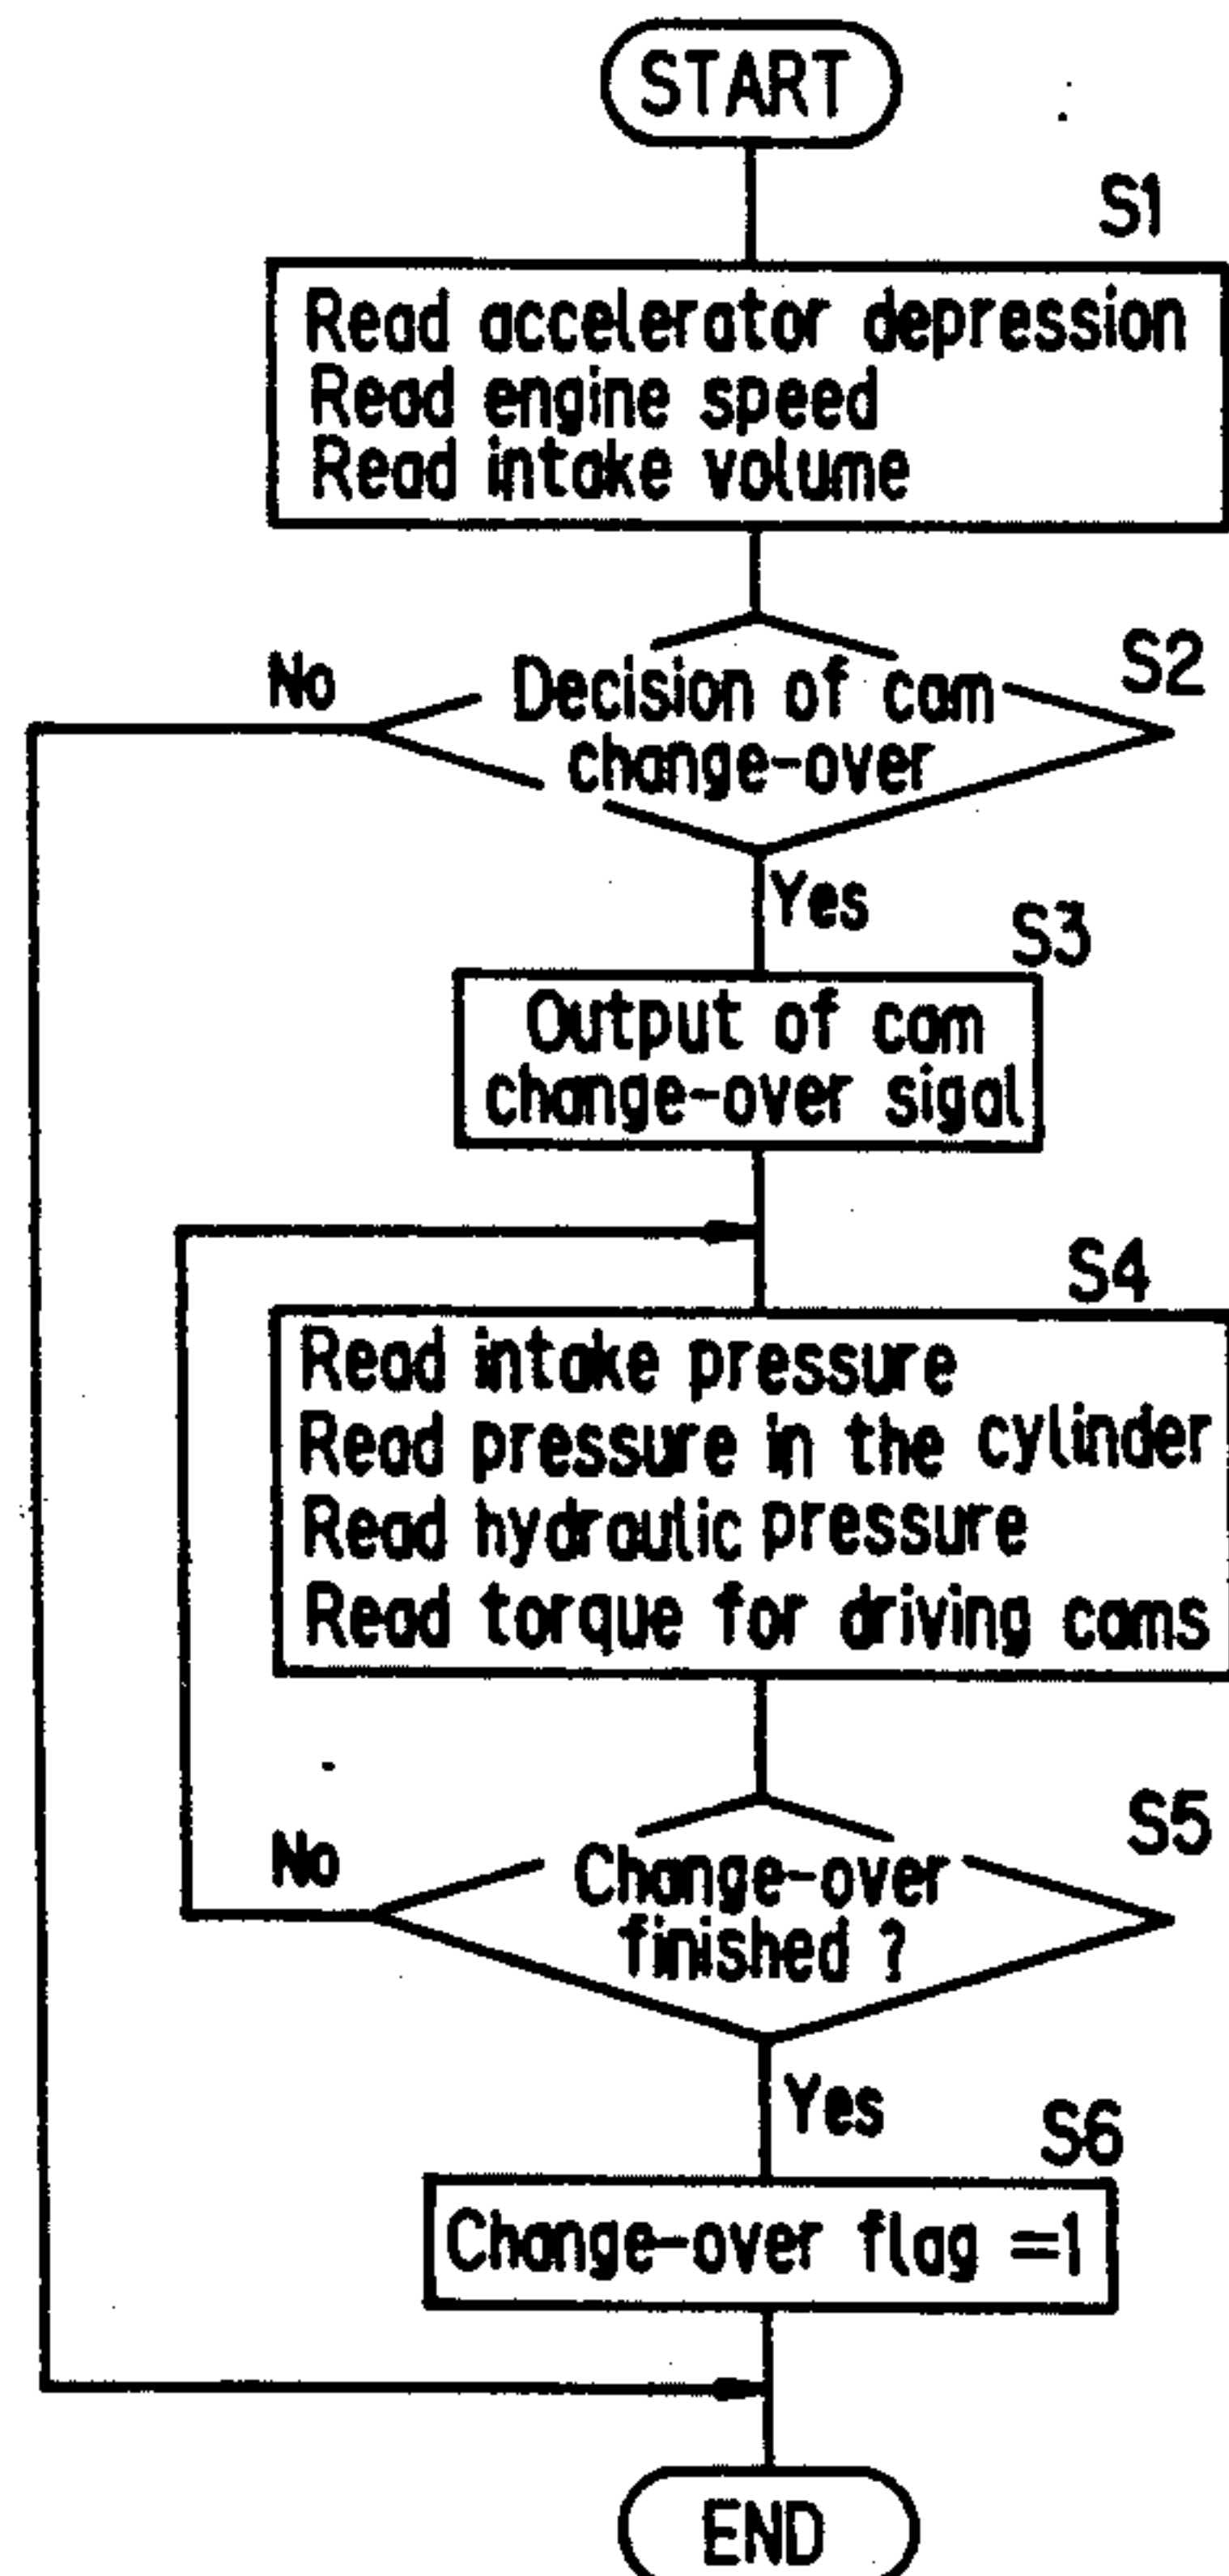 START
S1
Read accelerator depression
Read engine speed
Read intake volume
S2
No
Decision of cam
change-over
Yes
S3
Output of cam
change-over sigal
S4
Read intake pressure
Read pressure in the cylinder
Read hydraulic pressure
Read torque for driving cams
S5
No
Change-over
finished ?
Yes
S6
Change-over flag =1
END